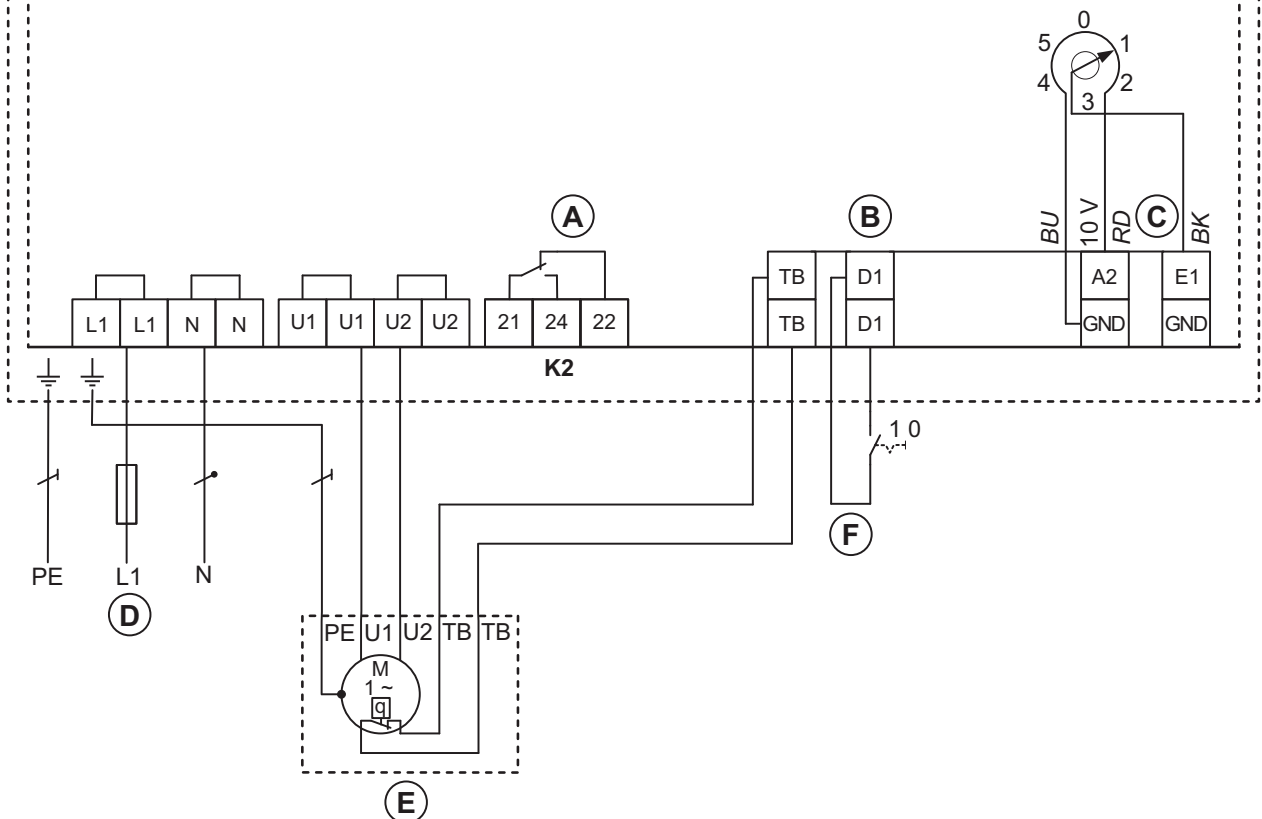 0
5 1
4 2
3
A B BU 10 V RD C BK
TB D1 A2 E1
L1 L1 N N U1 U1 U2 U2 21 24 22 TB D1 GND GND
K2
1 0
F
PE L1 N
D
PE U1 U2 TB TB
M
1 ~
q
E